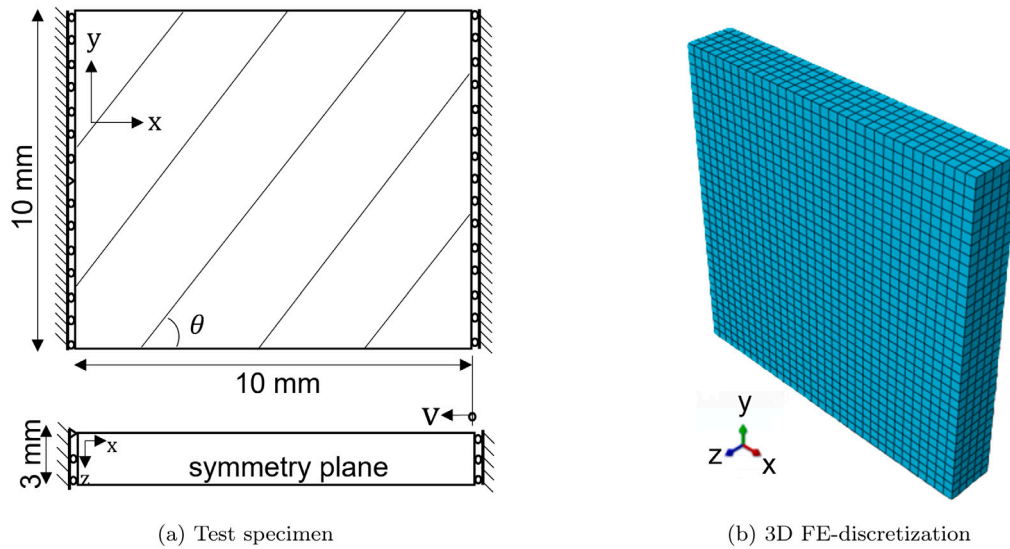 y
x
10 mm
θ
10 mm
v
3 mm
x
z
symmetry plane
y
z
x
(a) Test specimen
(b) 3D FE-discretization